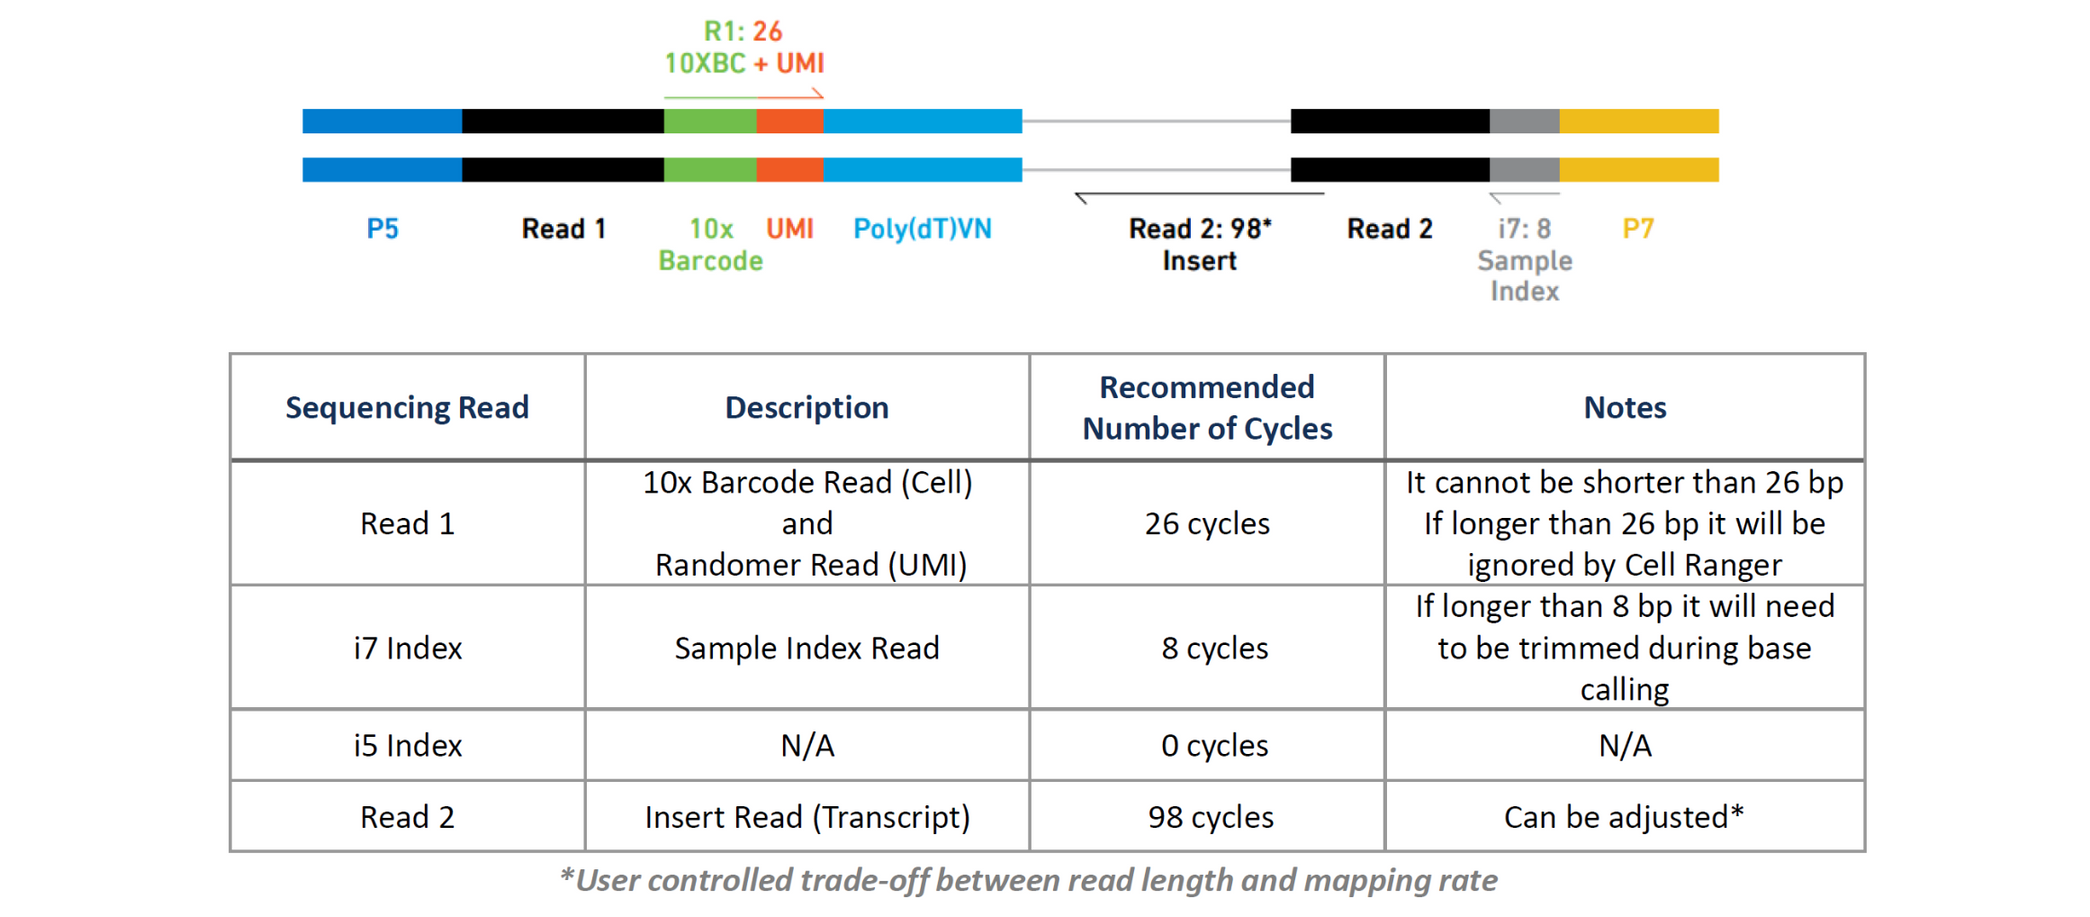 R1: 26
10XBC + UMI
P5
Read 1
10x
Barcode
UMI
Poly(dT)VN
Read 2: 98*
Insert
Read 2
i7: 8
Sample
Index
P7
Sequencing Read
Description
Recommended
Number of Cycles
Notes
Read 1
10x Barcode Read (Cell)
and
Randomer Read (UMI)
26 cycles
It cannot be shorter than 26 bp
If longer than 26 bp it will be
ignored by Cell Ranger
i7 Index
Sample Index Read
8 cycles
If longer than 8 bp it will need
to be trimmed during base
calling
i5 Index
N/A
0 cycles
N/A
Read 2
Insert Read (Transcript)
98 cycles
Can be adjusted*
*User controlled trade-off between read length and mapping rate